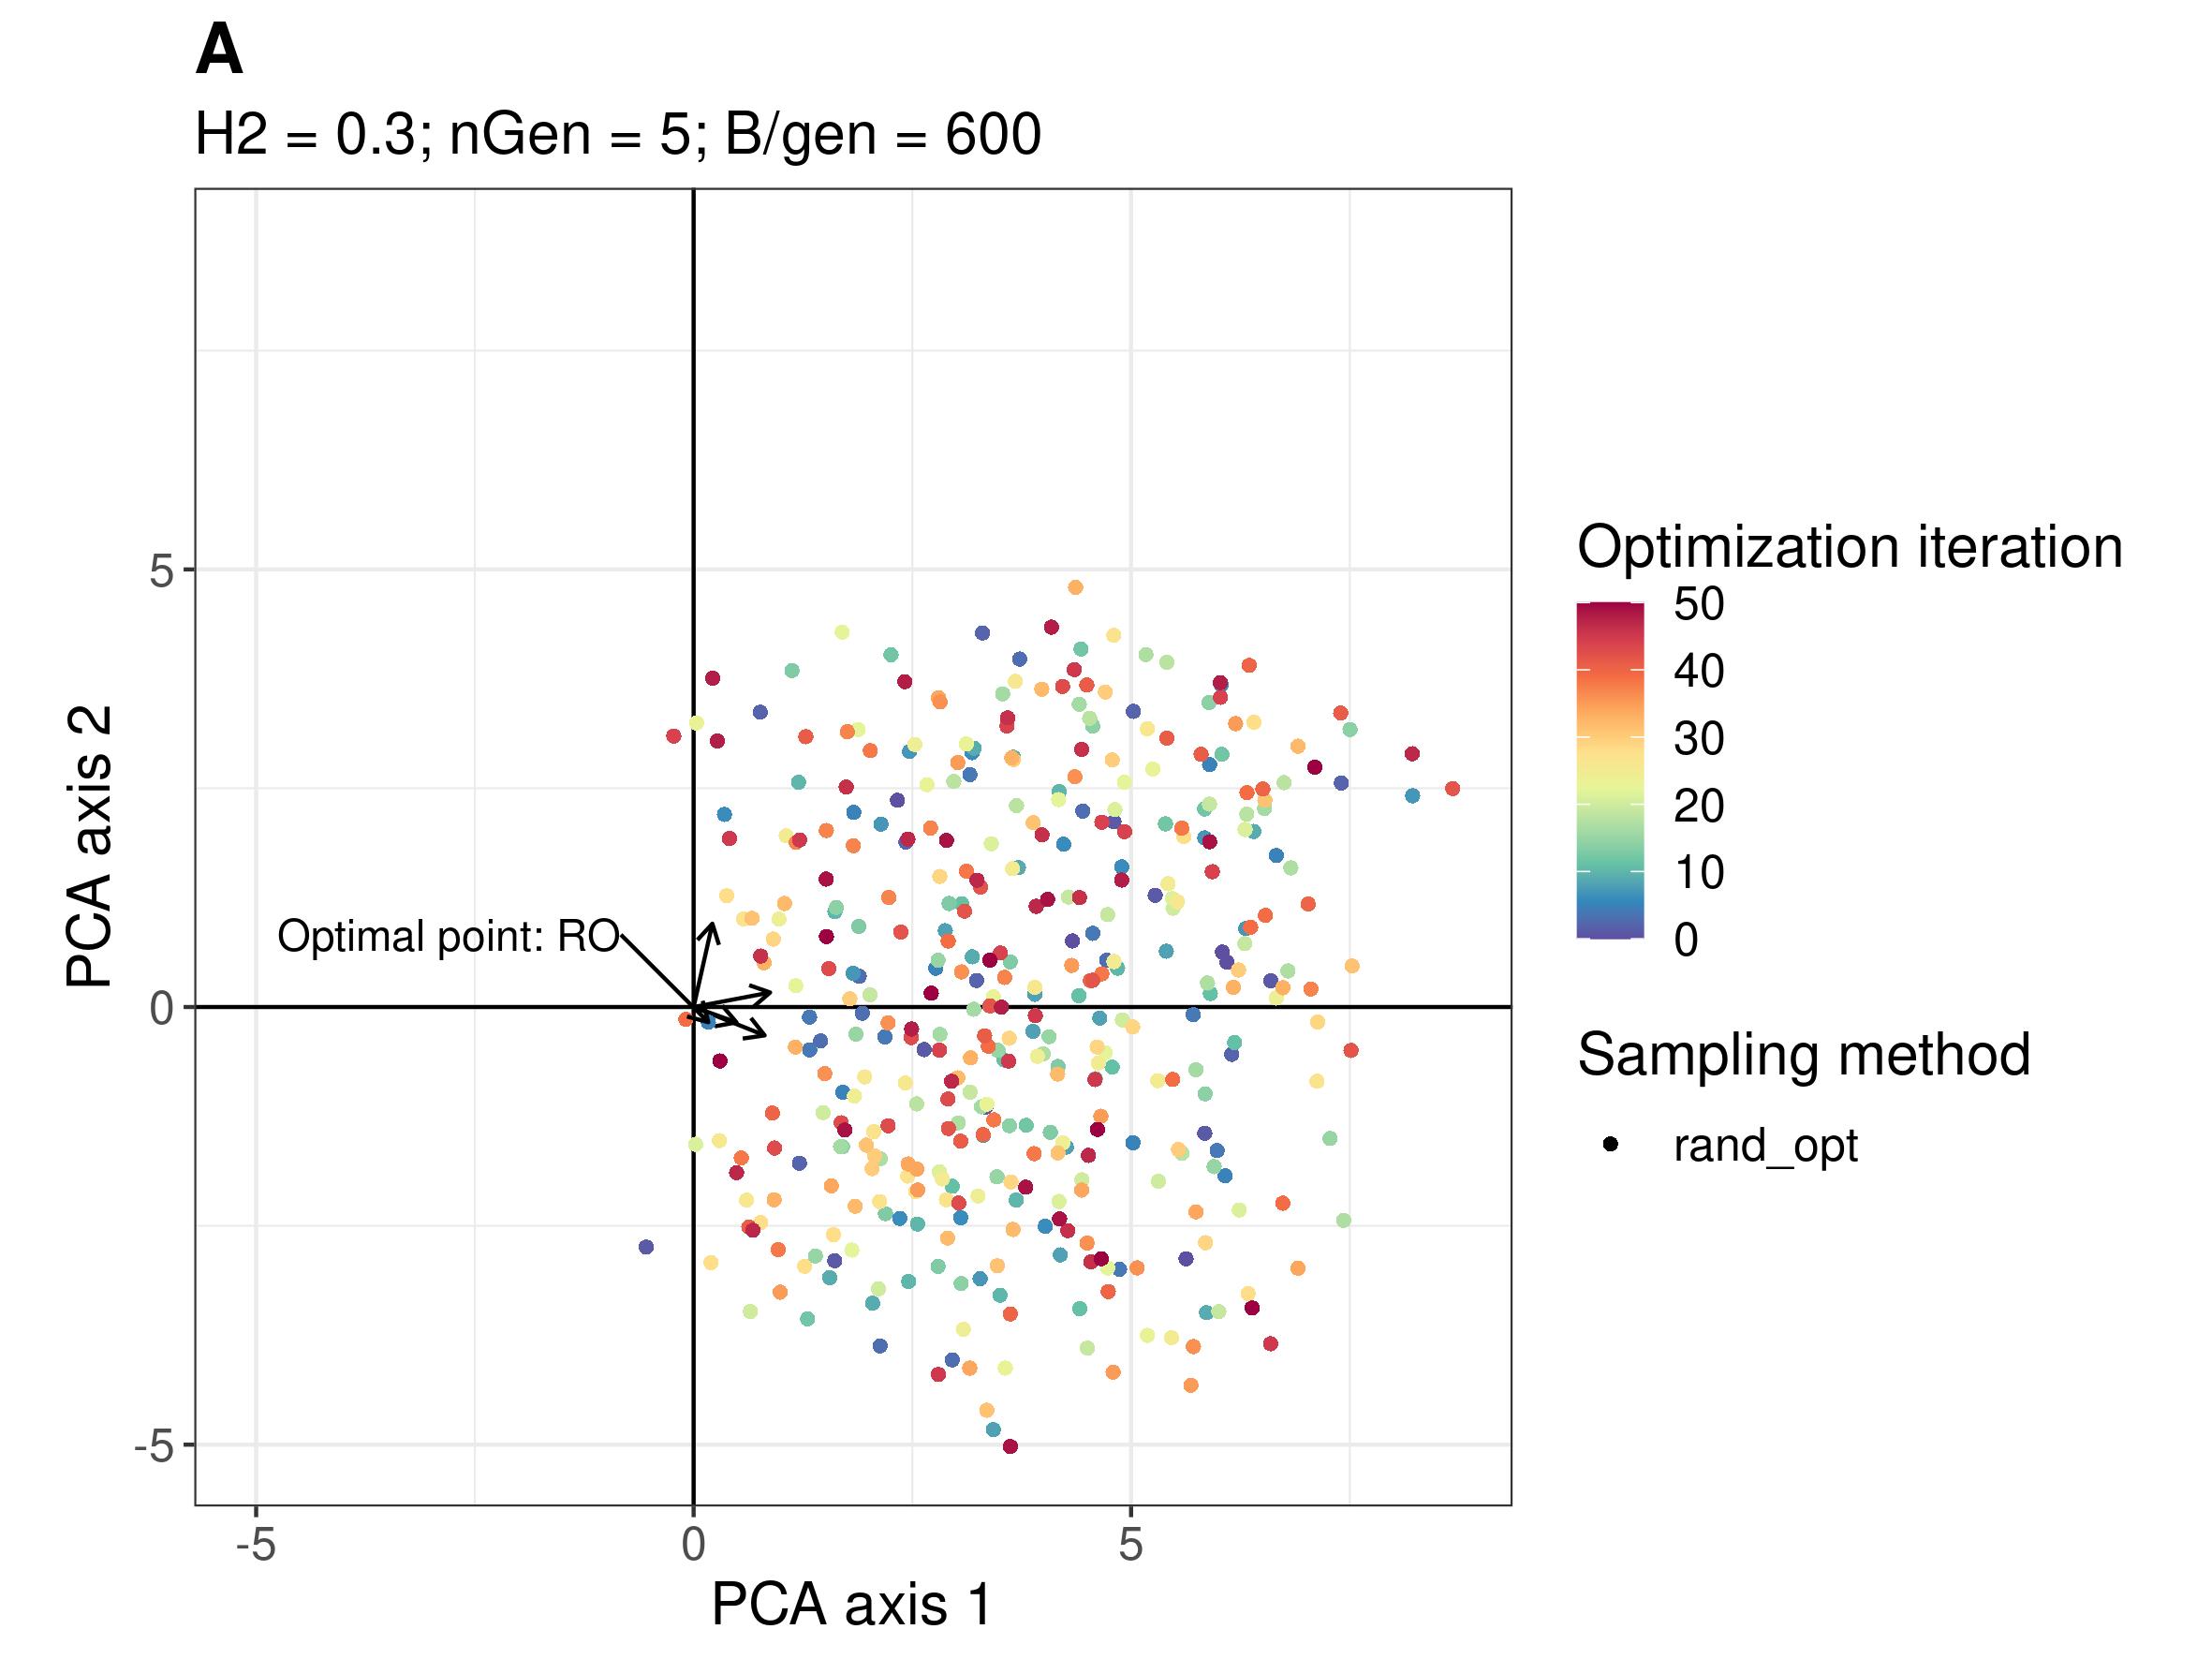 A
H2 = 0.3; nGen = 5; B/gen = 600
Optimal point: RO
5
0
-5
PCA axis 2
-5
0
5
PCA axis 1
Optimization iteration
50
40
30
20
10
0
Sampling method
rand_opt